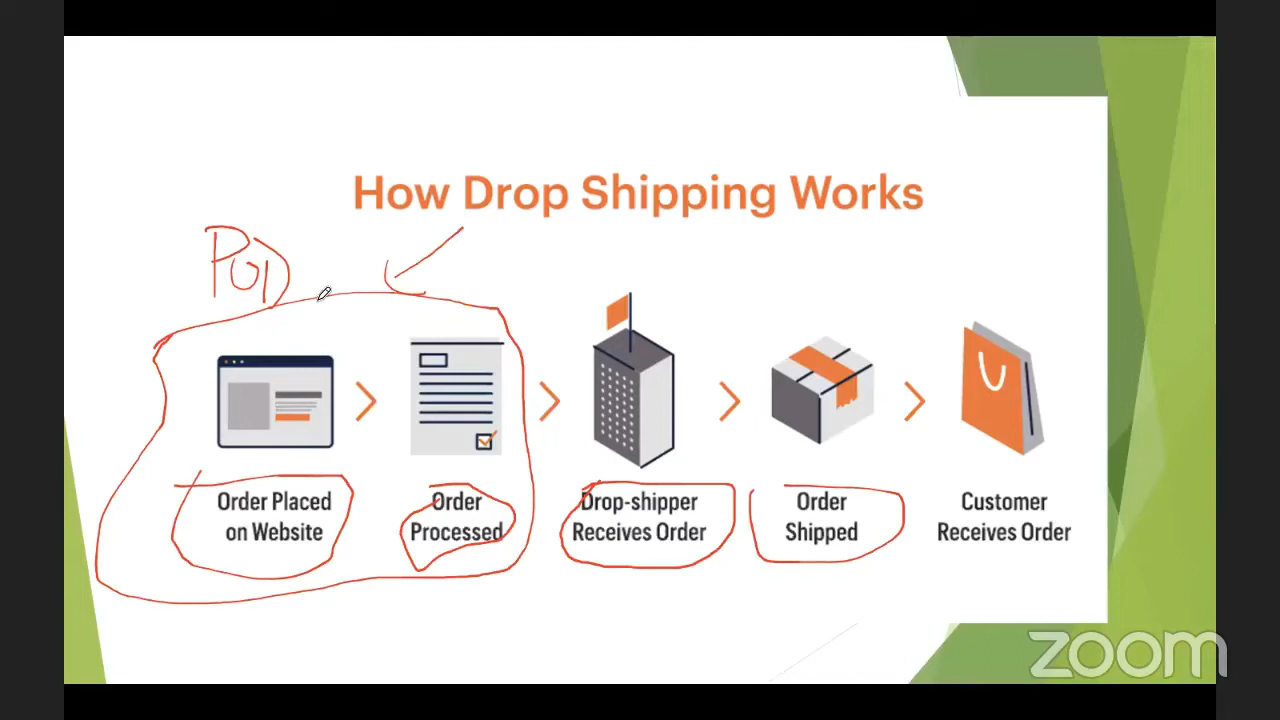 How Drop Shipping Works
POD
Order Placed
on Website
Order
Processed
Drop-shipper
Receives Order
Order
Shipped
Customer
Receives Order
zoom